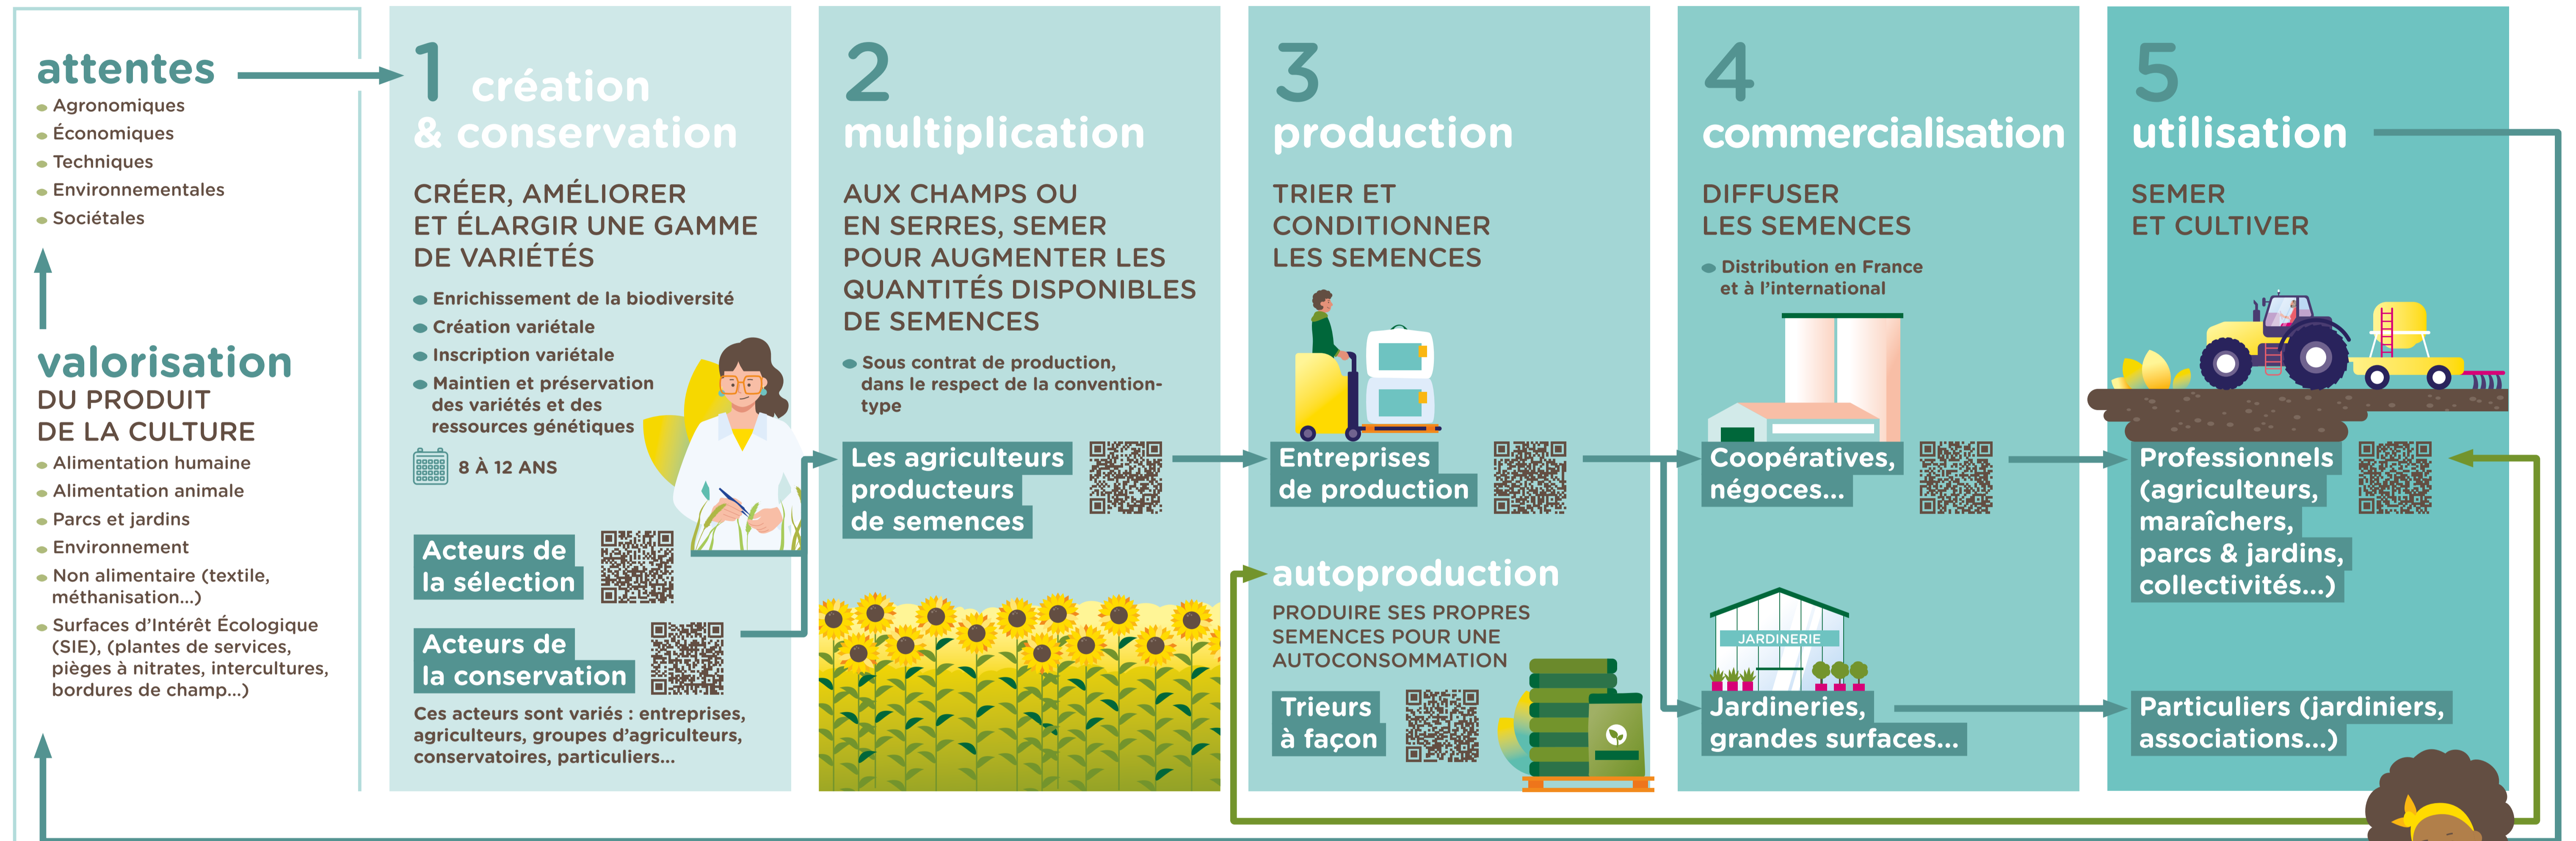 attentes
Agronomiques
Économiques
Techniques
Environnementales
Sociétales
valorisation
DU PRODUIT
DE LA CULTURE
Alimentation humaine
Alimentation animale
Parcs et jardins
Environnement
Non alimentaire (textile,
méthanisation...)
Surfaces d'Intérêt Écologique
(SIE), (plantes de services,
pièges à nitrates, intercultures,
bordures de champ...)
1 création
& conservation
CRÉER, AMÉLIORER
ET ÉLARGIR UNE GAMME
DE VARIÉTÉS
Enrichissement de la biodiversité
Création variétale
Inscription variétale
Maintien et préservation
des variétés et des
ressources génétiques
8 À 12 ANS
Acteurs de
la sélection
Acteurs de
la conservation
Ces acteurs sont variés : entreprises,
agriculteurs, groupes d'agriculteurs,
conservatoires, particuliers...
2
multiplication
AUX CHAMPS OU
EN SERRES, SEMER
POUR AUGMENTER LES
QUANTITÉS DISPONIBLES
DE SEMENCES
Sous contrat de production,
dans le respect de la convention-
type
Les agriculteurs
producteurs
de semences
3
production
TRIER ET
CONDITIONNER
LES SEMENCES
Entreprises
de production
autoproduction
PRODUIRE SES PROPRES
SEMENCES POUR UNE
AUTOCONSOMMATION
Trieurs
à façon
4
commercialisation
DIFFUSER
LES SEMENCES
Distribution en France
et à l'international
Coopératives,
négoces...
JARDINERIE
Jardineries,
grandes surfaces...
5
utilisation
SEMER
ET CULTIVER
Professionnels
(agriculteurs,
maraîchers,
parcs & jardins,
collectivités...)
Particuliers (jardiniers,
associations...)